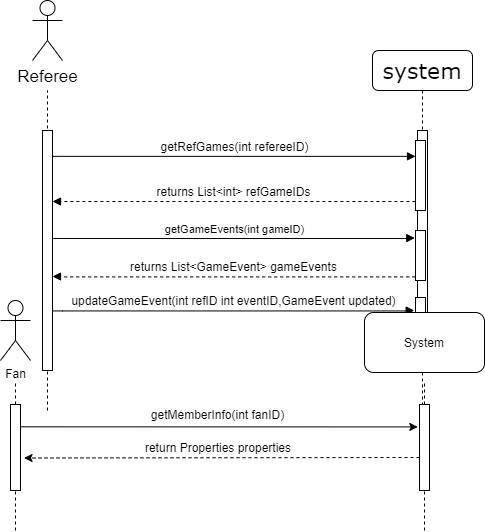 Referee
system
getRefGames(int refereeID)
returns List<int> refGameIDs
getGameEvents(int gameID)
returns List<GameEvent> gameEvents
updateGameEvent(int refID int eventID,GameEvent updated)
System
Fan
getMemberInfo(int fanID)
return Properties properties